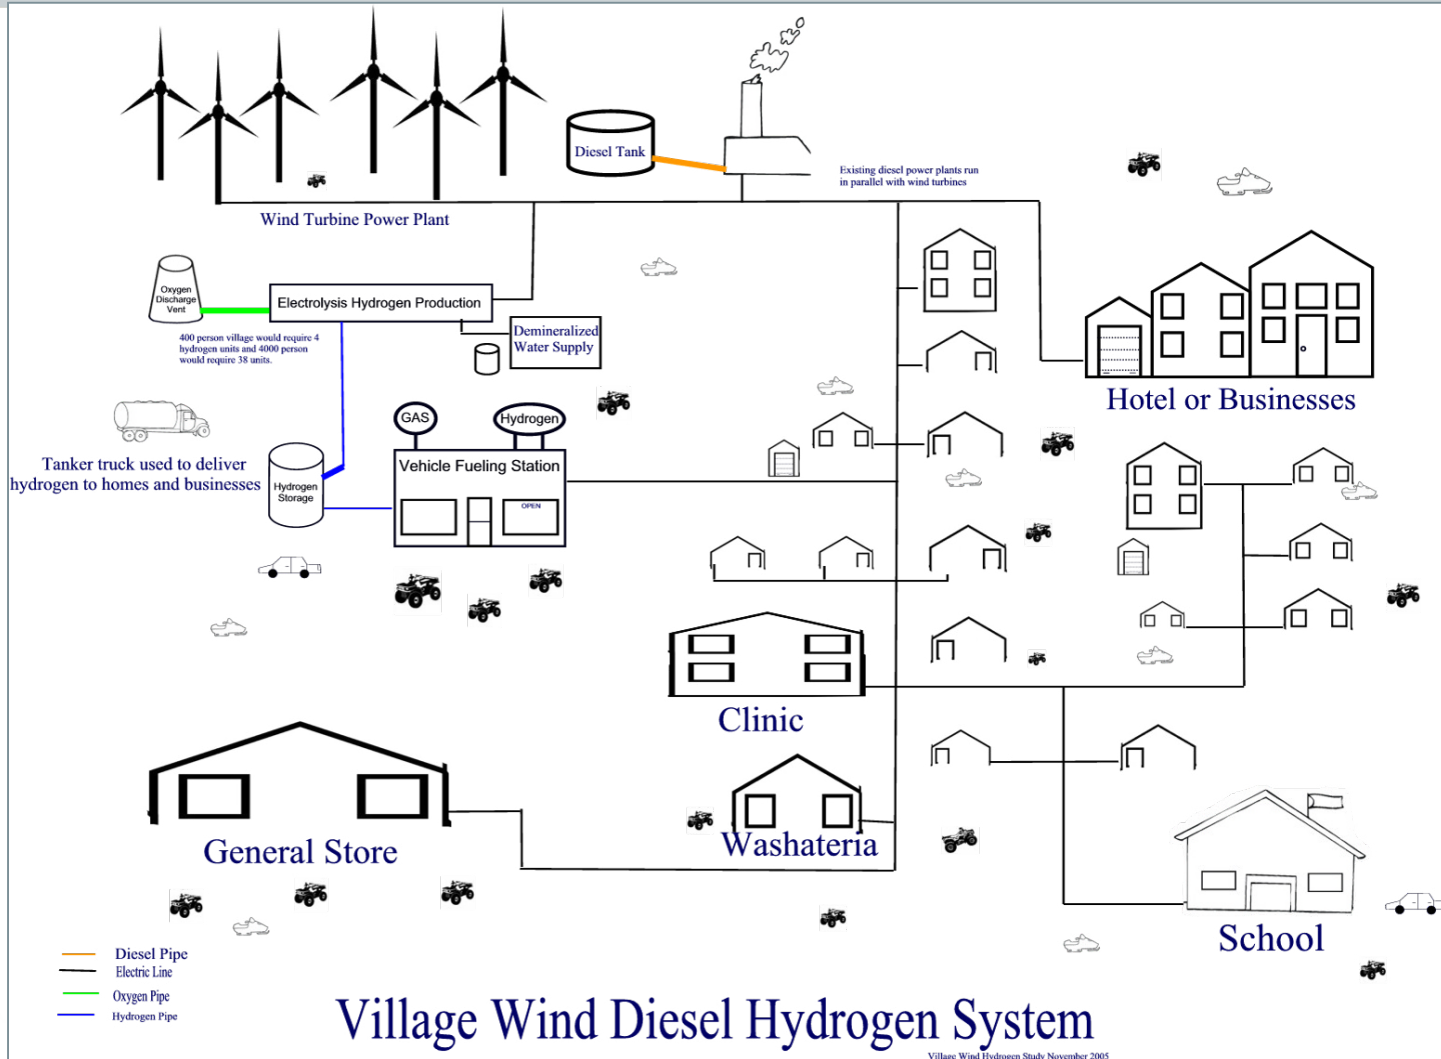 Diesel Tank
Existing diesel power plants run
in parallel with wind turbines
Wind Turbine Power Plant
Oxygen
Discharge
Vent
Electrolysis Hydrogen Production
Demineralized
Water Supply
400 person village would require 4
hydrogen units and 4000 person
would require 38 units.
Hotel or Businesses
GAS
Hydrogen
Vehicle Fueling Station
OPEN
Tanker truck used to deliver
hydrogen to homes and businesses
Hydrogen
Storage
Clinic
General Store
Washateria
School
Diesel Pipe
Electric Line
Oxygen Pipe
Hydrogen Pipe
Village Wind Diesel Hydrogen System
Village Wind Hydrogen Study November 2005